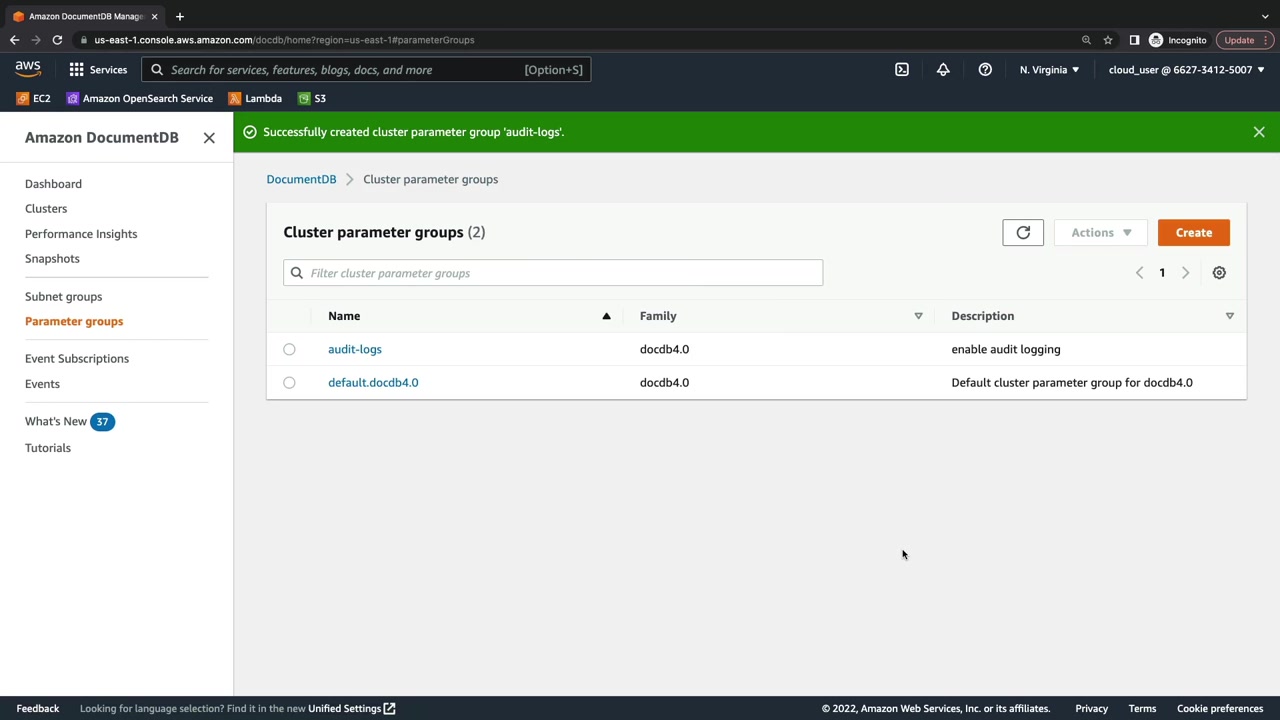 Amazon DocumentDB Manage
us-east-1.console.aws.amazon.com/docdb/home?region=us-east-1#parameterGroups
Incognito
Update
aws
Services
Search for services, features, blogs, docs, and more
[Option+S]
N. Virginia
cloud_user @ 6627-3412-5007
EC2
Amazon OpenSearch Service
Lambda
S3
Amazon DocumentDB
Dashboard
Clusters
Performance Insights
Snapshots
Subnet groups
Parameter groups
Event Subscriptions
Events
What's New 37
Tutorials
Successfully created cluster parameter group 'audit-logs'.
DocumentDB
Cluster parameter groups
Cluster parameter groups (2)
Actions
Create
Filter cluster parameter groups
1
Name Family Description
audit-logs docdb4.0 enable audit logging
default.docdb4.0 docdb4.0 Default cluster parameter group for docdb4.0
Feedback
Looking for language selection? Find it in the new Unified Settings
© 2022, Amazon Web Services, Inc. or its affiliates.
Privacy
Terms
Cookie preferences